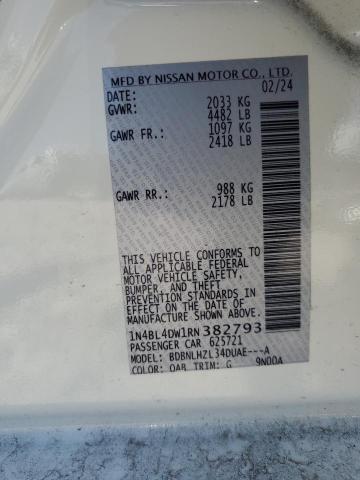 MFD BY NISSAN MOTOR CO., LTD.
DATE: 02/24
GVWR: 2033 KG
4482 LB
GAWR FR: 1097 KG
2418 LB
GAWR RR: 988 KG
2178 LB
THIS VEHICLE CONFORMS TO
ALL APPLICABLE FEDERAL
MOTOR VEHICLE SAFETY,
BUMPER, AND THEFT
PREVENTION STANDARDS
IN EFFECT ON THE DATE OF
MANUFACTURE SHOWN ABOVE.
1N4BL4DW1RN382793
PASSENGER CAR 625721
MODEL: BDBNLHZL34DUAE---A
COLOR: QAB TRIM: G 9N00A